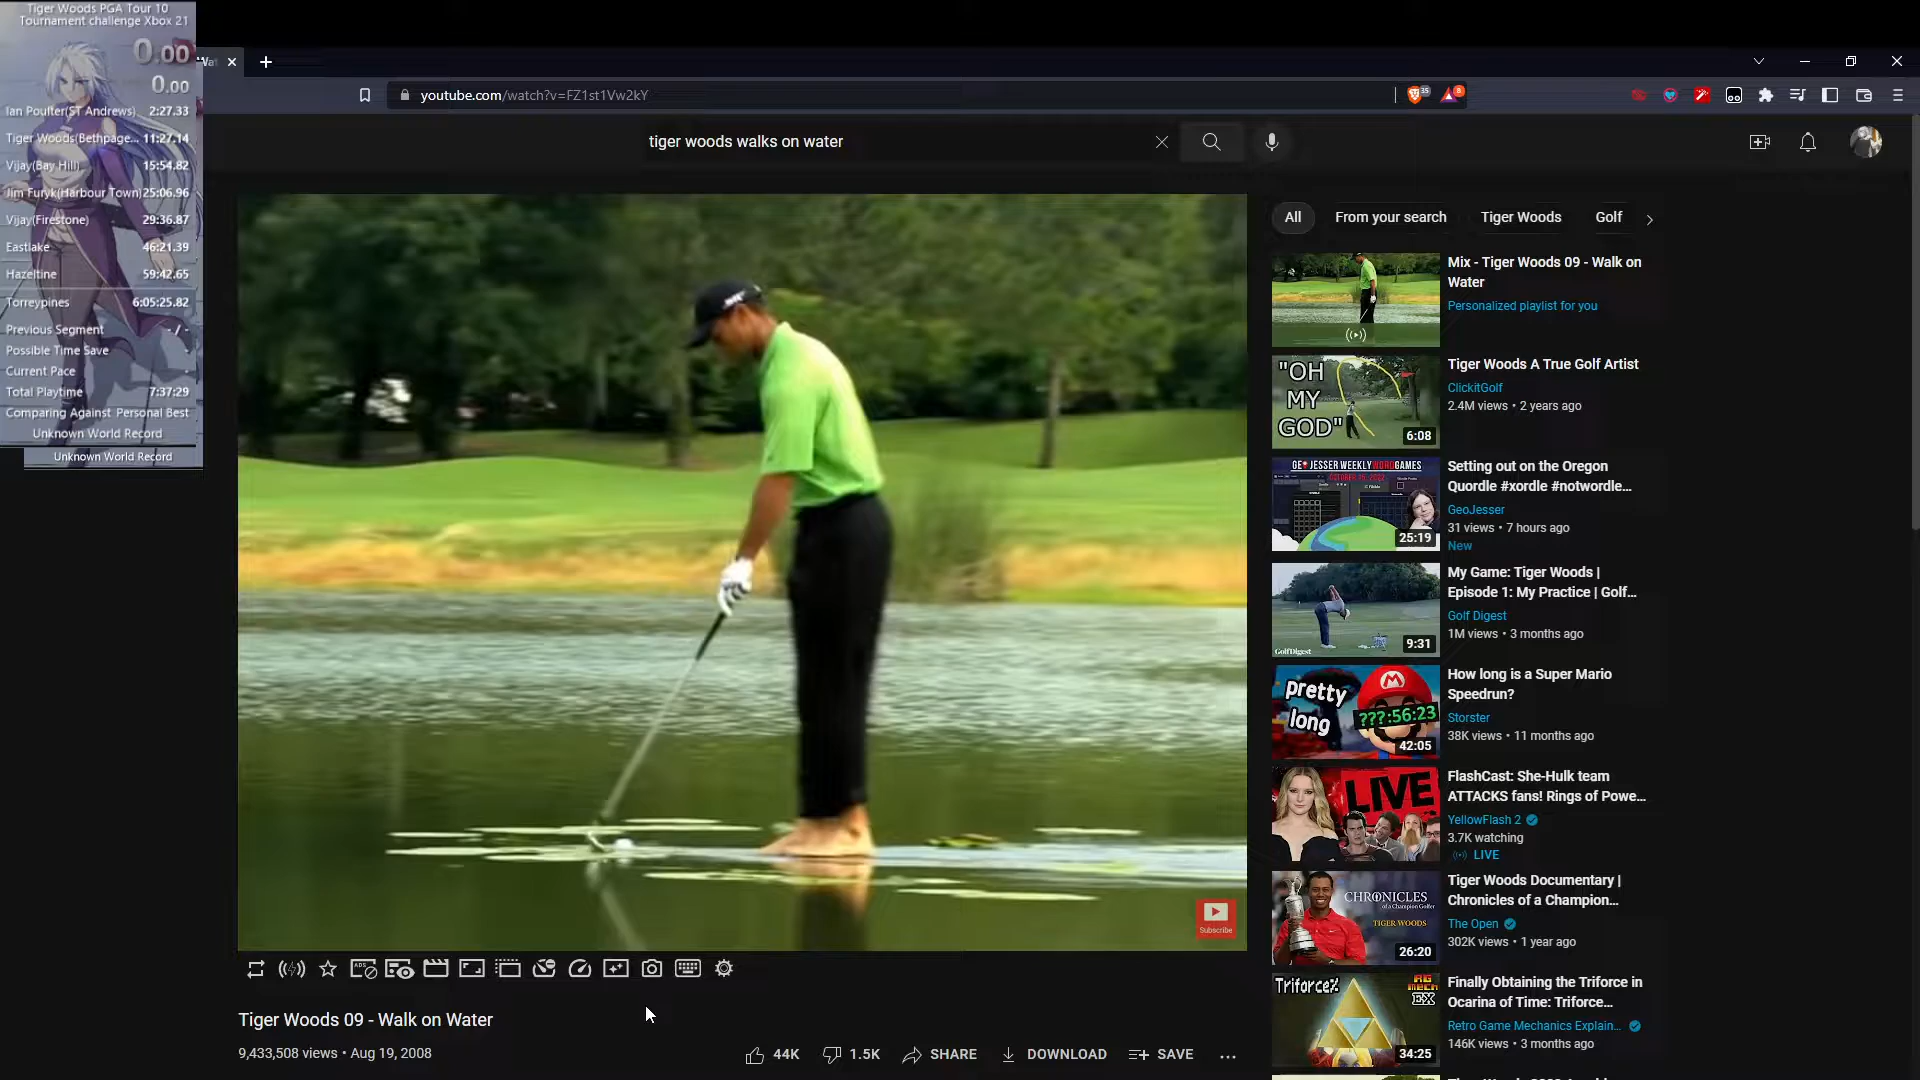 Tiger Woods PGA Tour 10
Tournament challenge Xbox 21
0.00
0.00
Ian Poulter(ST Andrews) 2:27.33
Tiger Woods(Bethpage... 11:27.14
Vijay(Bay Hill) 15:54.82
Jim Furyk(Harbour Town) 25:06.96
Vijay(Firestone) 29:36.87
Eastlake 46:21.39
Hazeltine 59:42.65
Torreypines 6:05:25.82
Previous Segment - / -
Possible Time Save -
Current Pace -
Total Playtime 7:37:29
Comparing Against Personal Best
Unknown World Record
Unknown World Record
youtube.com/watch?v=FZ1st1Vw2kY
35
8
tiger woods walks on water
Subscribe
Tiger Woods 09 - Walk on Water
9,433,508 views • Aug 19, 2008
44K
1.5K
SHARE
DOWNLOAD
SAVE
All
From your search
Tiger Woods
Golf
Mix - Tiger Woods 09 - Walk on
Water
Personalized playlist for you
"OH
MY
GOD"
6:08
Tiger Woods A True Golf Artist
ClickitGolf
2.4M views • 2 years ago
GEOJESSER WEEKLY WORDGAMES
25:19
Setting out on the Oregon
Quordle #xordle #notwordle...
GeoJesser
31 views • 7 hours ago
New
GolfDigest
9:31
My Game: Tiger Woods |
Episode 1: My Practice | Golf...
Golf Digest
1M views • 3 months ago
pretty
long
???:56:23
42:05
How long is a Super Mario
Speedrun?
Storster
38K views • 11 months ago
LIVE
FlashCast: She-Hulk team
ATTACKS fans! Rings of Powe...
YellowFlash 2
3.7K watching
LIVE
CHRONICLES
of a Champion Golfer
TIGER WOODS
26:20
Tiger Woods Documentary |
Chronicles of a Champion...
The Open
302K views • 1 year ago
Triforce%
RG
MECH
EX
34:25
Finally Obtaining the Triforce in
Ocarina of Time: Triforce...
Retro Game Mechanics Explain...
146K views • 3 months ago